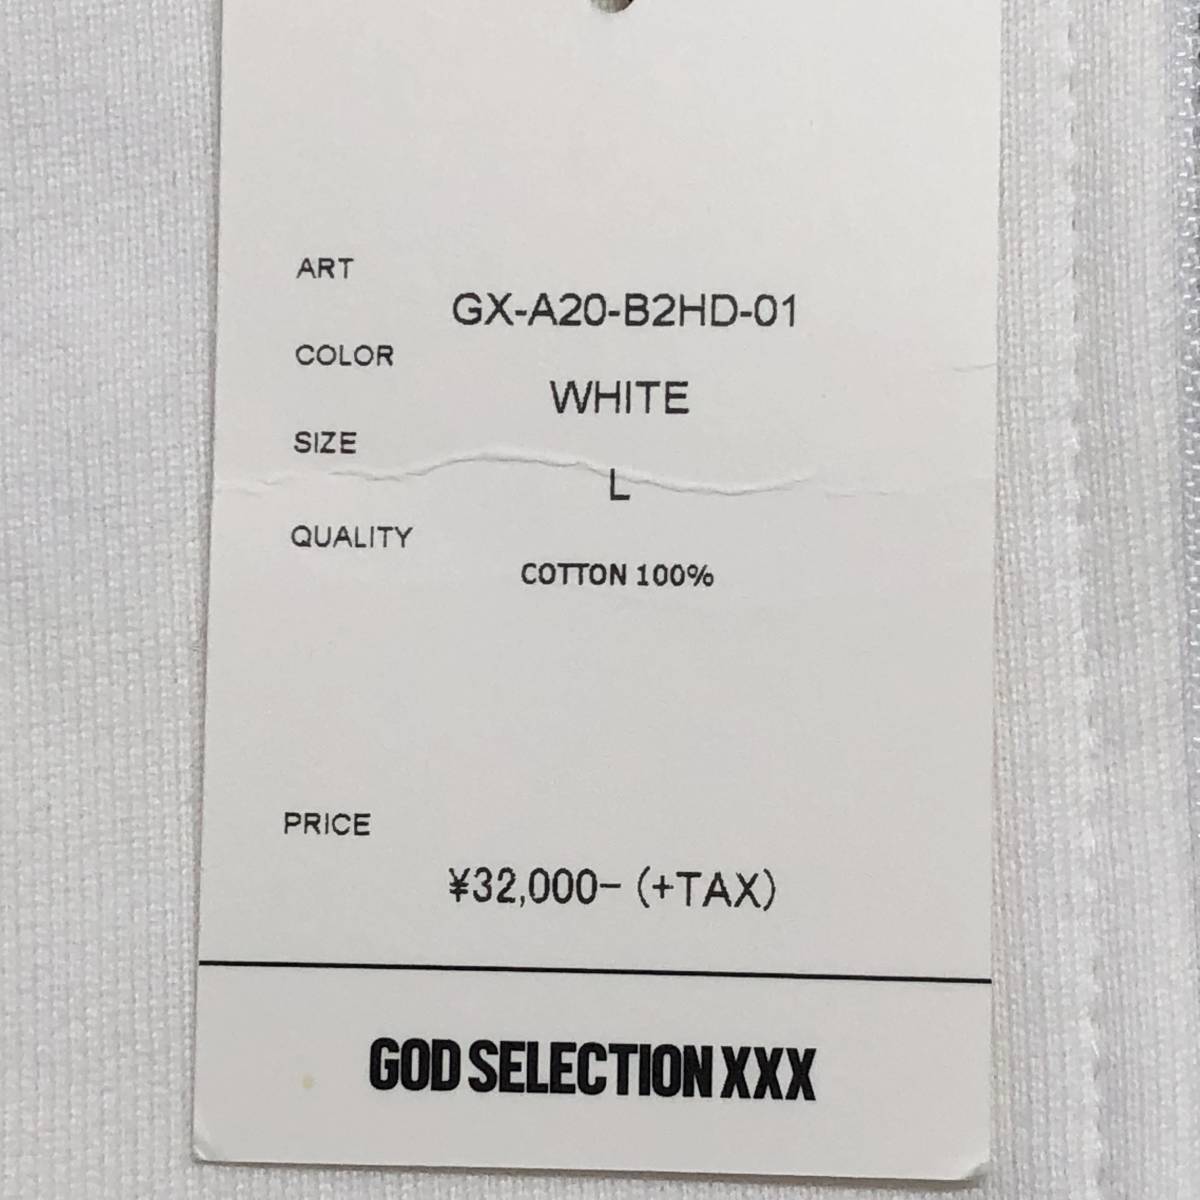 ART
GX-A20-B2HD-01
COLOR
WHITE
SIZE
L
QUALITY
COTTON 100%
PRICE
¥32,000- (+TAX)
GOD SELECTION XXX